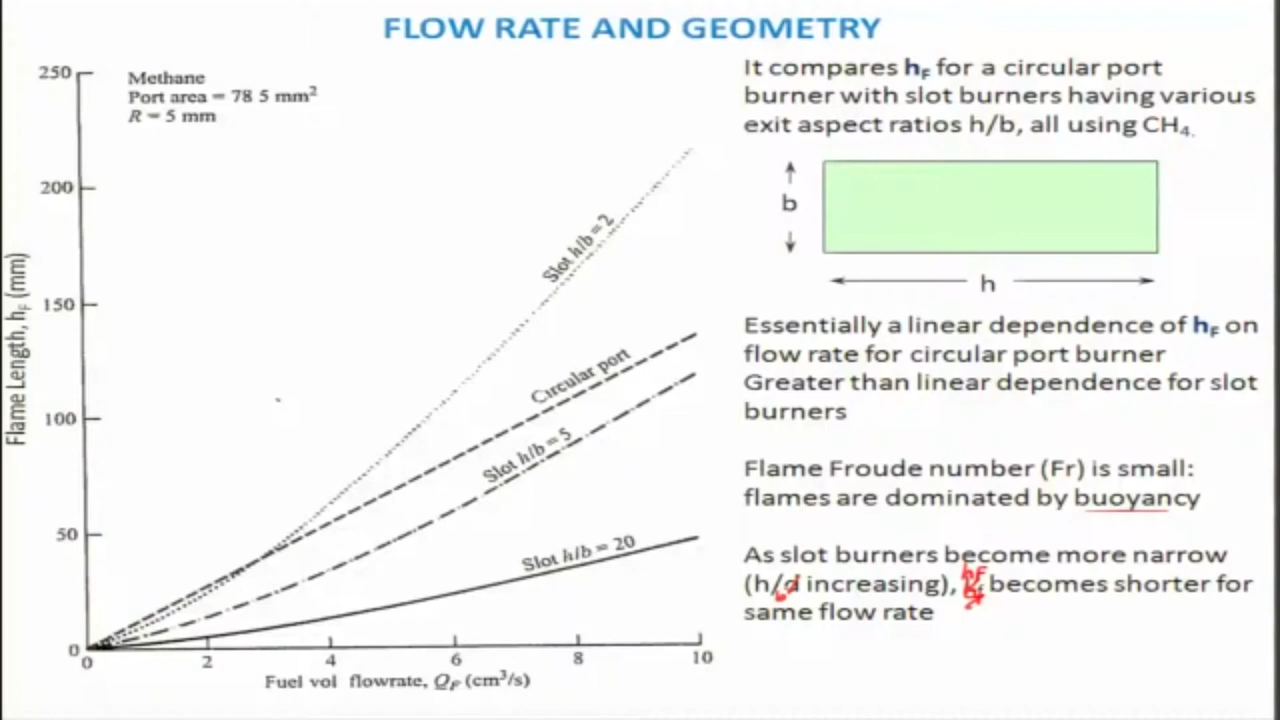 FLOW RATE AND GEOMETRY
Methane
Port area = 78 5 mm²
R = 5 mm
250
200
150
100
50
0
0 2 4 6 8 10
Flame Length, h_F (mm)
Fuel vol flowrate, Q_F (cm³/s)
Slot h/b = 2
Circular port
Slot h/b = 5
Slot h/b = 20
It compares h_F for a circular port
burner with slot burners having various
exit aspect ratios h/b, all using CH₄.
b
h
Essentially a linear dependence of h_F on
flow rate for circular port burner
Greater than linear dependence for slot
burners
Flame Froude number (Fr) is small:
flames are dominated by buoyancy
As slot burners become more narrow
hF
(h/d increasing), becomes shorter for
same flow rate